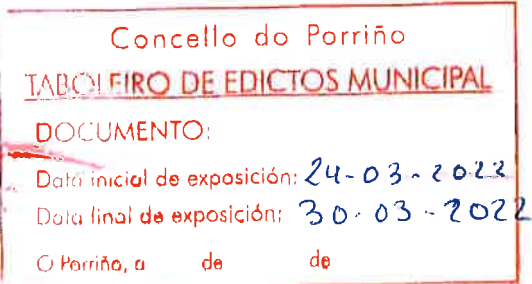 Concello do Porriño
TABOLEIRO DE EDICTOS MUNICIPAL
DOCUMENTO:
Data inicial de exposición: 24-03-2022
Data final de exposición: 30-03-2022
O Porriño, a de de